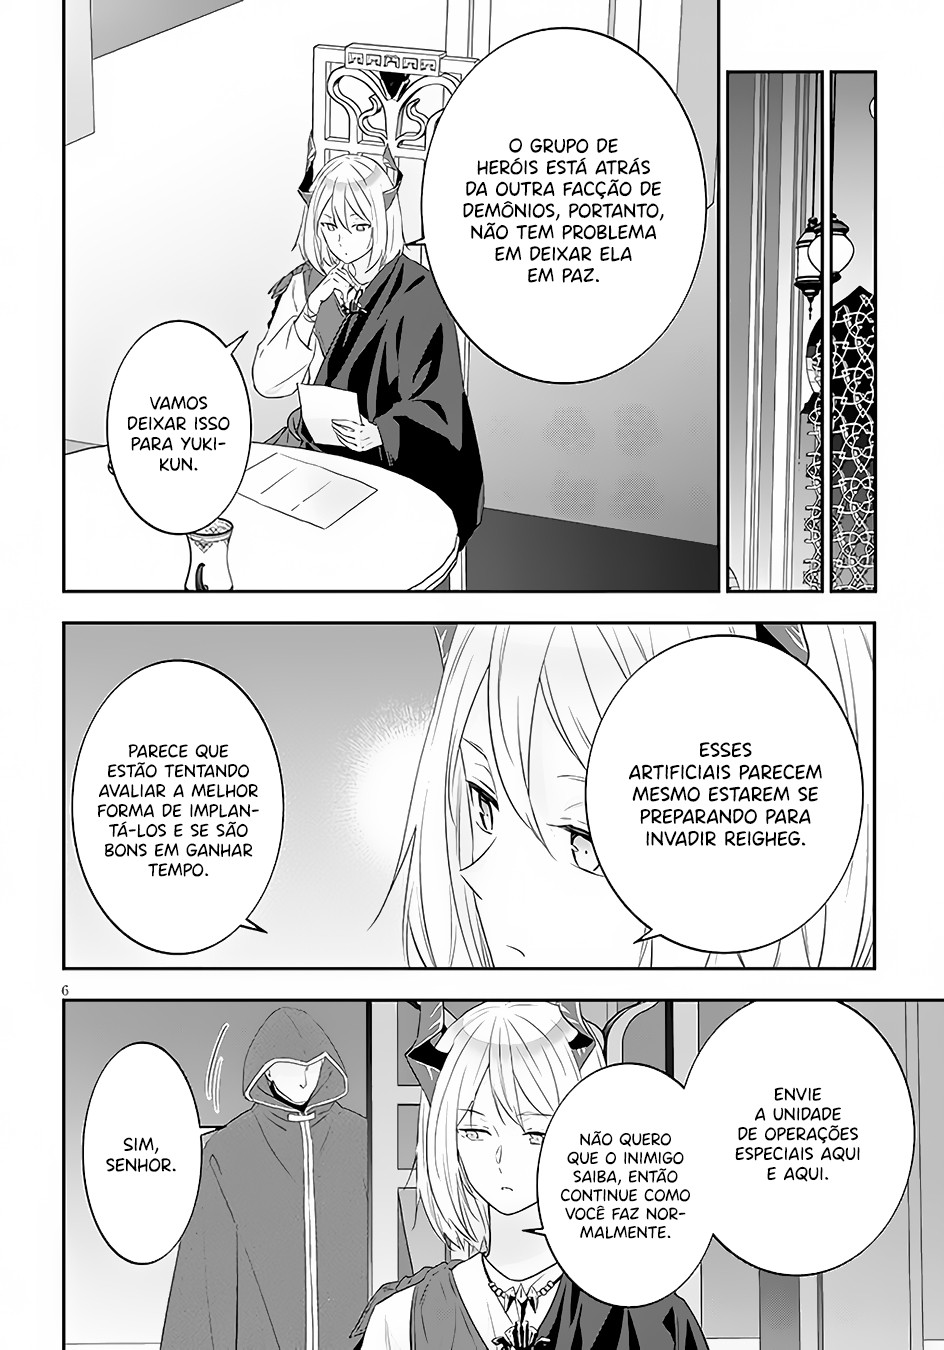 O GRUPO DE
HERÓIS ESTÁ ATRÁS
DA OUTRA FACÇÃO DE
DEMÔNIOS, PORTANTO,
NÃO TEM PROBLEMA
EM DEIXAR ELA
EM PAZ.
VAMOS
DEIXAR ISSO
PARA YUKI-
KUN.
ESSES
ARTIFICIAIS PARECEM
MESMO ESTAREM SE
PREPARANDO PARA
INVADIR REIGHEG.
PARECE QUE
ESTÃO TENTANDO
AVALIAR A MELHOR
FORMA DE IMPLAN-
TÁ-LOS E SE SÃO
BONS EM GANHAR
TEMPO.
6
ENVIE
A UNIDADE
DE OPERAÇÕES
ESPECIAIS AQUI
E AQUI.
NÃO QUERO
QUE O INIMIGO
SAIBA, ENTÃO
CONTINUE COMO
VOCÊ FAZ NOR-
MALMENTE.
SIM,
SENHOR.